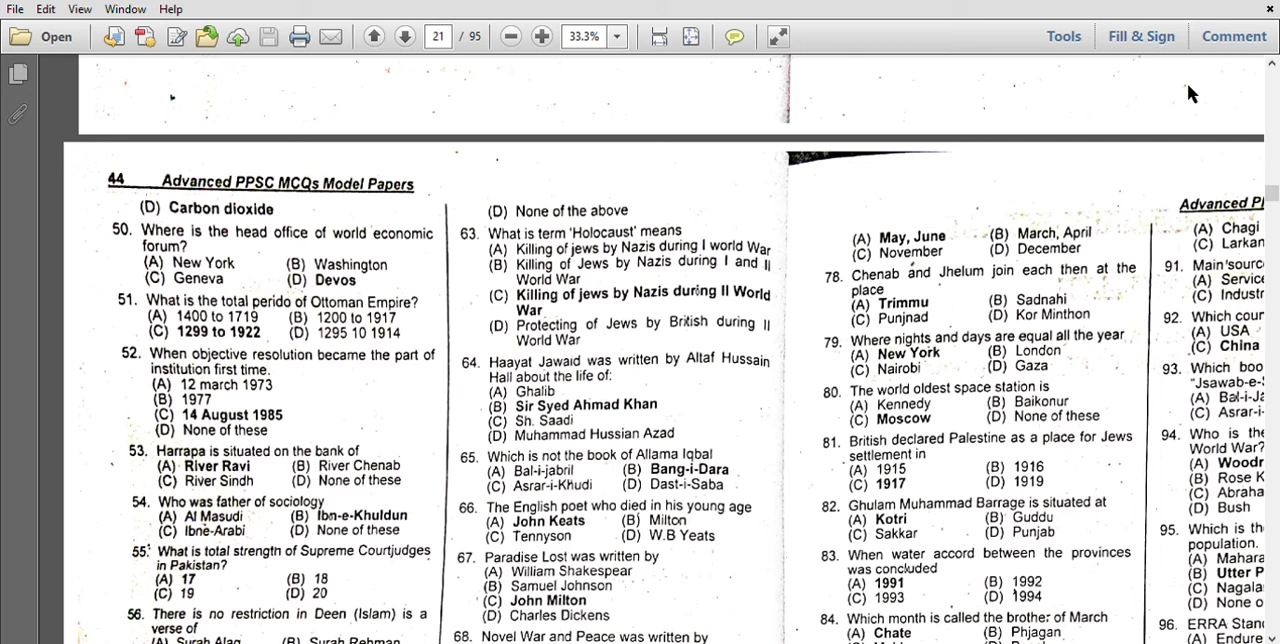 File Edit View Window Help
Open 21 / 95 33.3% Tools Fill & Sign Comment
44 Advanced PPSC MCQs Model Papers
(D) Carbon dioxide
50. Where is the head office of world economic
forum?
(A) New York (B) Washington
(C) Geneva (D) Devos
51. What is the total perido of Ottoman Empire?
(A) 1400 to 1719 (B) 1200 to 1917
(C) 1299 to 1922 (D) 1295 10 1914
52. When objective resolution became the part of
institution first time.
(A) 12 march 1973
(B) 1977
(C) 14 August 1985
(D) None of these
53. Harrapa is situated on the bank of
(A) River Ravi (B) River Chenab
(C) River Sindh (D) None of these
54. Who was father of sociology
(A) Al Masudi (B) Ibn-e-Khuldun
(C) Ibne-Arabi (D) None of these
55. What is total strength of Supreme Courtjudges
in Pakistan?
(A) 17 (B) 18
(C) 19 (D) 20
56. There is no restriction in Deen (Islam) is a
verse of
(A) Surah Alaq (B) Surah Rehman
(D) None of the above
63. What is term 'Holocaust' means
(A) Killing of jews by Nazis during I world War
(B) Killing of Jews by Nazis during I and II
World War
(C) Killing of jews by Nazis during II World
War
(D) Protecting of Jews by British during II
World War
64. Haayat Jawaid was written by Altaf Hussain
Hall about the life of:
(A) Ghalib
(B) Sir Syed Ahmad Khan
(C) Sh. Saadi
(D) Muhammad Hussian Azad
65. Which is not the book of Allama Iqbal
(A) Bal-i-jabril (B) Bang-i-Dara
(C) Asrar-i-Khudi (D) Dast-i-Saba
66. The English poet who died in his young age
(A) John Keats (B) Milton
(C) Tennyson (D) W.B Yeats
67. Paradise Lost was written by
(A) William Shakespear
(B) Samuel Johnson
(C) John Milton
(D) Charles Dickens
68. Novel War and Peace was written by
(A) May, June (B) March, April
(C) November (D) December
78. Chenab and Jhelum join each then at the
place
(A) Trimmu (B) Sadnahi
(C) Punjnad (D) Kor Minthon
79. Where nights and days are equal all the year
(A) New York (B) London
(C) Nairobi (D) Gaza
80. The world oldest space station is
(A) Kennedy (B) Baikonur
(C) Moscow (D) None of these
81. British declared Palestine as a place for Jews
settlement in
(A) 1915 (B) 1916
(C) 1917 (D) 1919
82. Ghulam Muhammad Barrage is situated at
(A) Kotri (B) Guddu
(C) Sakkar (D) Punjab
83. When water accord between the provinces
was concluded
(A) 1991 (B) 1992
(C) 1993 (D) 1994
84. Which month is called the brother of March
(A) Chate (B) Phjagan
Advanced
(A) Chagi
(C) Larkan
91. Main sourc
(A) Service
(C) Industr
92. Which cour
(A) USA
(C) China
93. Which boo
"Jsawab-e-
(A) Bal-i-Ja
(C) Asrar-i-
94. Who is the
World War?
(A) Woodr
(B) Rose K
(C) Abraha
(D) Bush
95. Which is th
population.
(A) Mahara
(B) Utter P
(C) Nagala
(D) None o
96. ERRA Stan
(A) Endure